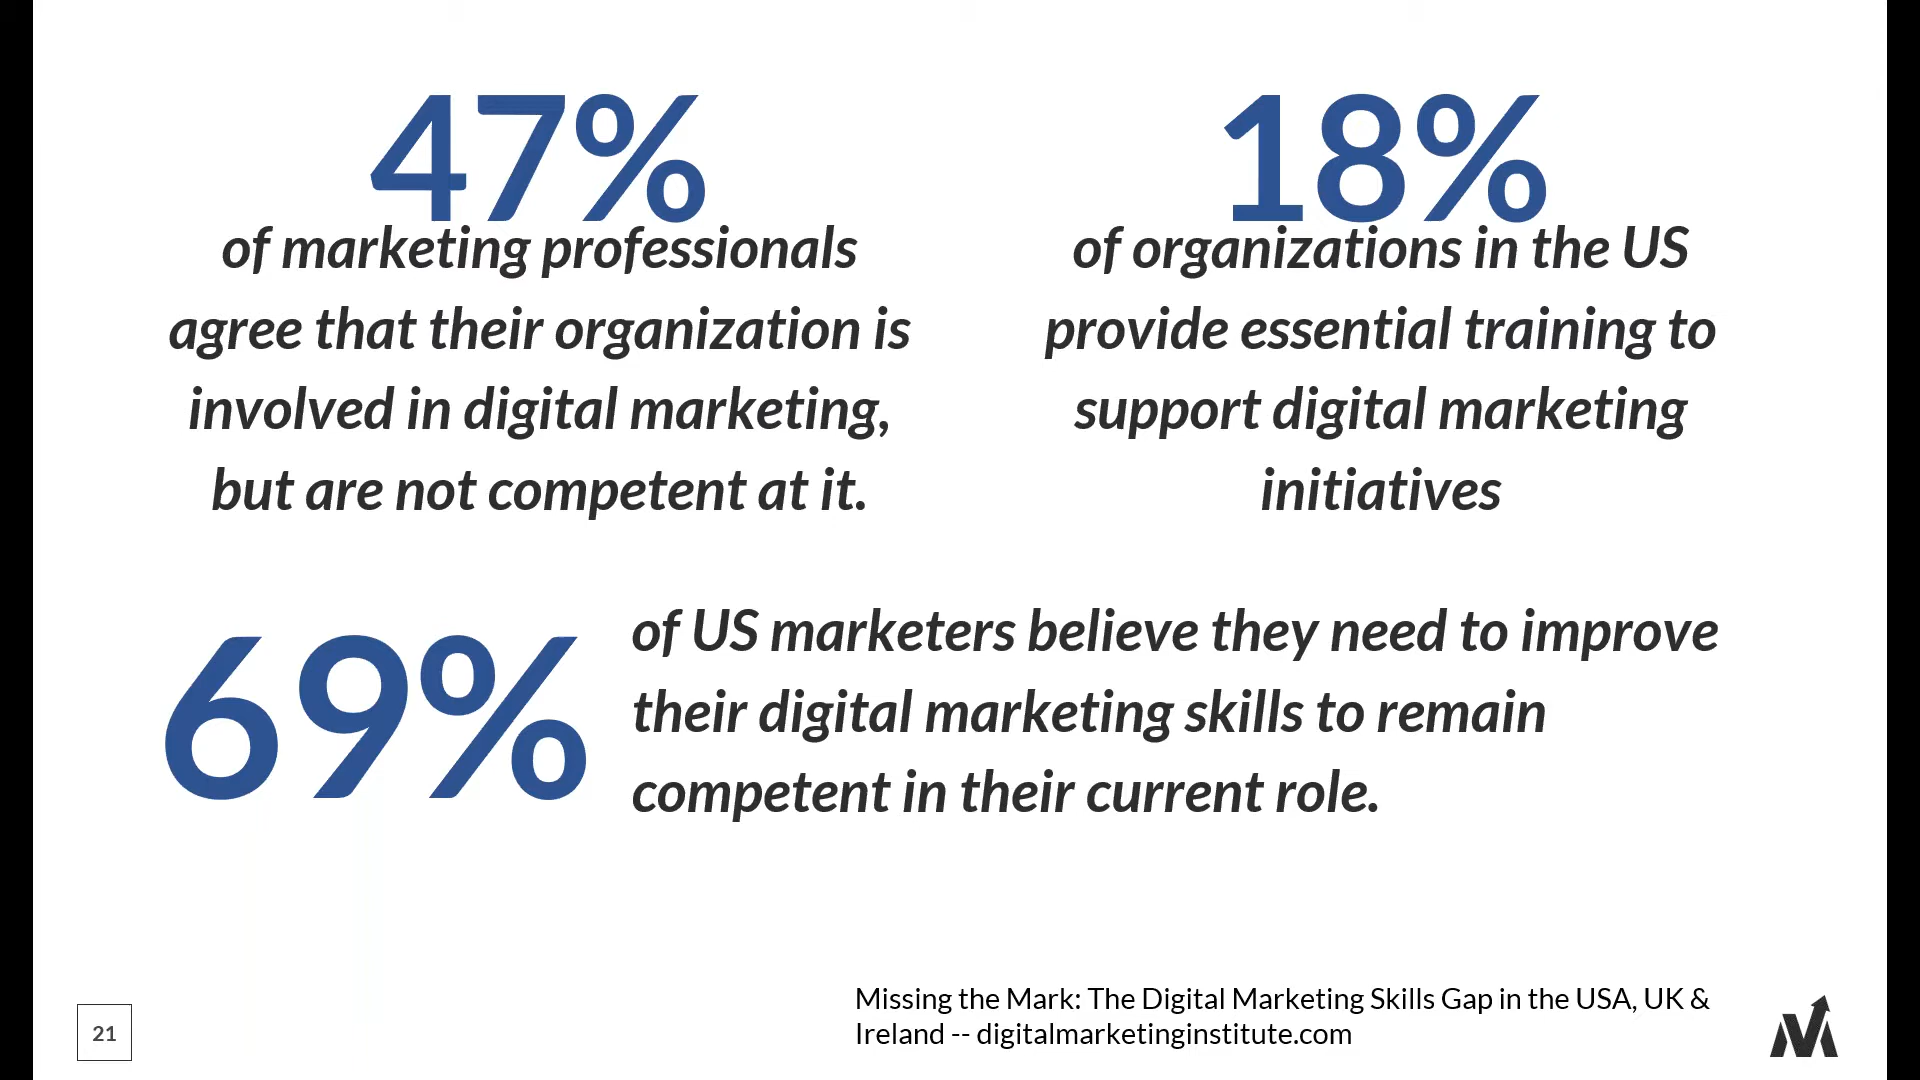 47%
of marketing professionals
agree that their organization is
involved in digital marketing,
but are not competent at it.
18%
of organizations in the US
provide essential training to
support digital marketing
initiatives
69%
of US marketers believe they need to improve
their digital marketing skills to remain
competent in their current role.
Missing the Mark: The Digital Marketing Skills Gap in the USA, UK &
Ireland -- digitalmarketinginstitute.com
21